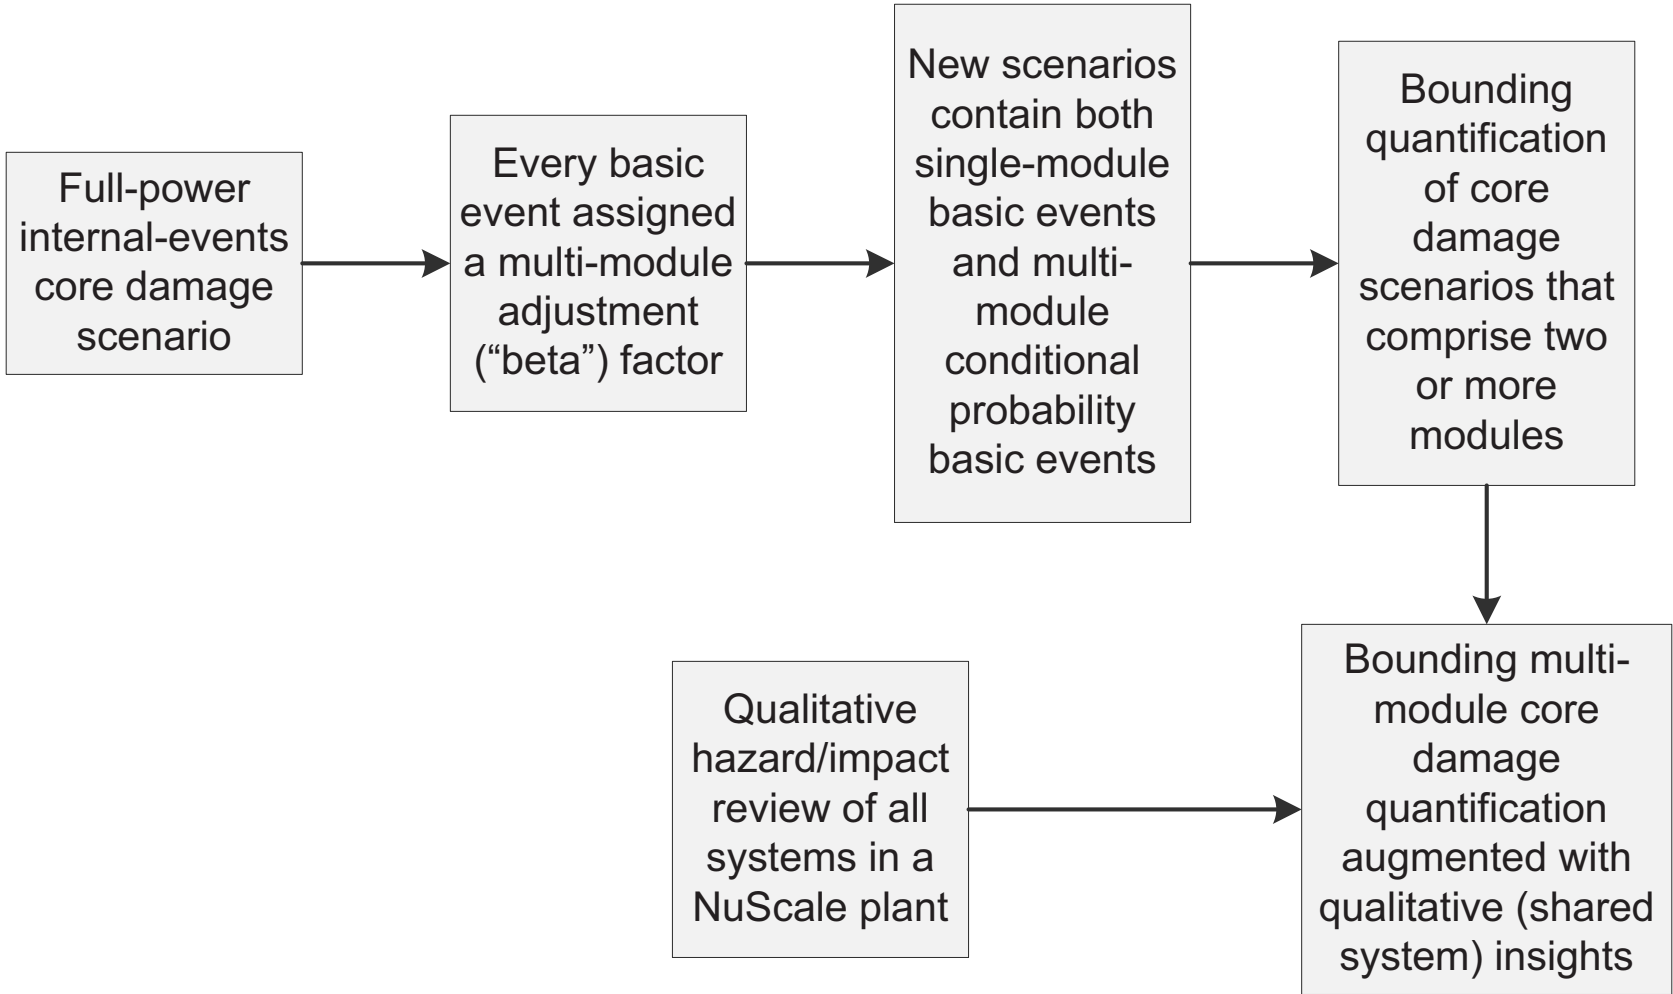 Full-power
internal-events
core damage
scenario
Every basic
event assigned
a multi-module
adjustment
(“beta”) factor
New scenarios
contain both
single-module
basic events
and multi-
module
conditional
probability
basic events
Bounding
quantification
of core
damage
scenarios that
comprise two
or more
modules
Qualitative
hazard/impact
review of all
systems in a
NuScale plant
Bounding multi-
module core
damage
quantification
augmented with
qualitative (shared
system) insights